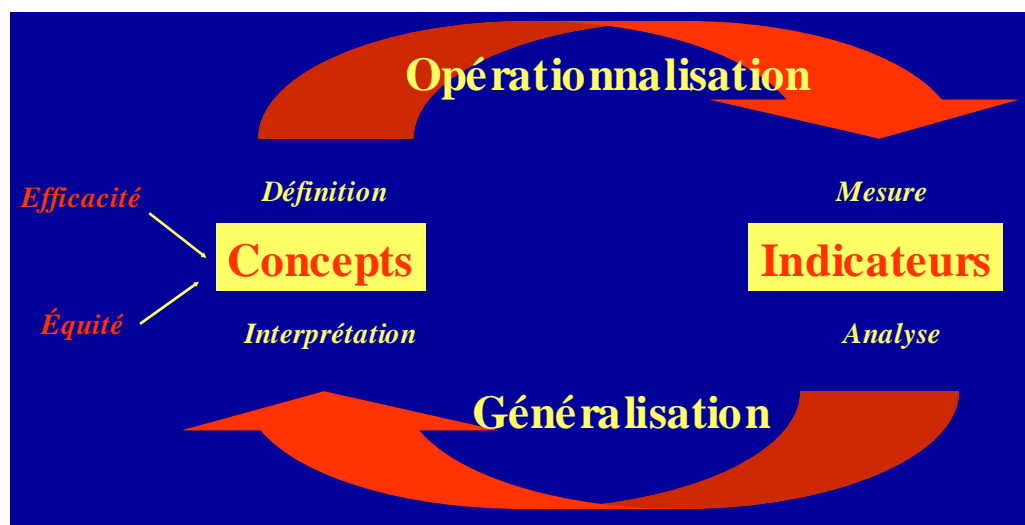 Opérationnalisation
Efficacité
Définition
Mesure
Concepts
Indicateurs
Équité
Interprétation
Analyse
Généralisation